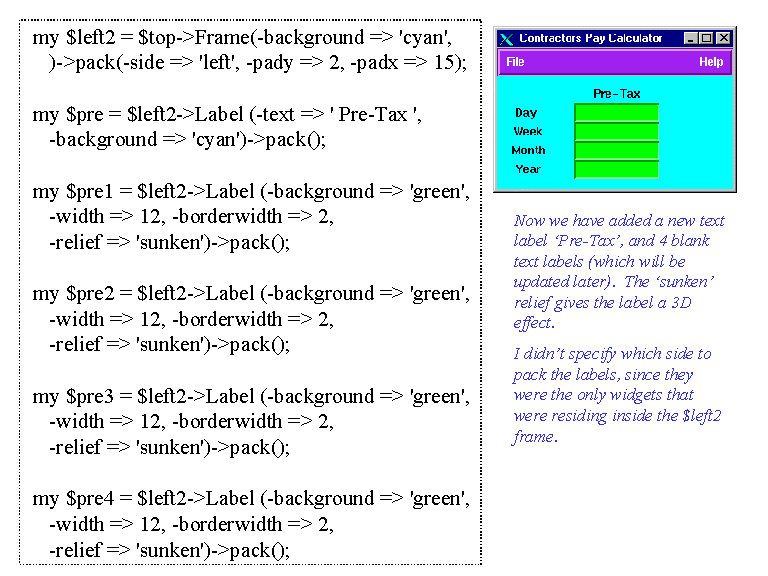 my $left2 = $top->Frame(-background => 'cyan',
)->pack(-side => 'left', -pady => 2, -padx => 15);
my $pre = $left2->Label (-text => ' Pre-Tax ',
-background => 'cyan')->pack();
my $pre1 = $left2->Label (-background => 'green',
-width => 12, -borderwidth => 2,
-relief => 'sunken')->pack();
my $pre2 = $left2->Label (-background => 'green',
-width => 12, -borderwidth => 2,
-relief => 'sunken')->pack();
my $pre3 = $left2->Label (-background => 'green',
-width => 12, -borderwidth => 2,
-relief => 'sunken')->pack();
my $pre4 = $left2->Label (-background => 'green',
-width => 12, -borderwidth => 2,
-relief => 'sunken')->pack();
Contractors Pay Calculator
File Help
Pre-Tax
Day
Week
Month
Year
Now we have added a new text
label ‘Pre-Tax’, and 4 blank
text labels (which will be
updated later). The ‘sunken’
relief gives the label a 3D
effect.
I didn’t specify which side to
pack the labels, since they
were the only widgets that
were residing inside the $left2
frame.